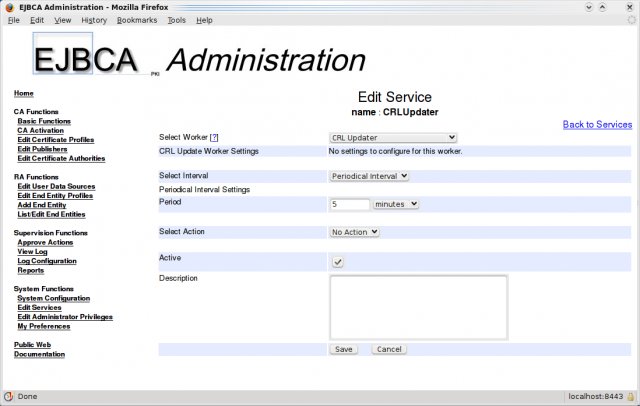 EJBCA Administration - Mozilla Firefox
File Edit View History Bookmarks Tools Help
EJBCA PKI Administration
Home
CA Functions
Basic Functions
CA Activation
Edit Certificate Profiles
Edit Publishers
Edit Certificate Authorities
RA Functions
Edit User Data Sources
Edit End Entity Profiles
Add End Entity
List/Edit End Entities
Supervision Functions
Approve Actions
View Log
Log Configuration
Reports
System Functions
System Configuration
Edit Services
Edit Administrator Privileges
My Preferences
Public Web
Documentation
Edit Service
name : CRLUpdater
Back to Services
Select Worker [?] CRL Updater
CRL Update Worker Settings No settings to configure for this worker.
Select Interval Periodical Interval
Periodical Interval Settings
Period 5 minutes
Select Action No Action
Active
Description
Save Cancel
Done localhost:8443